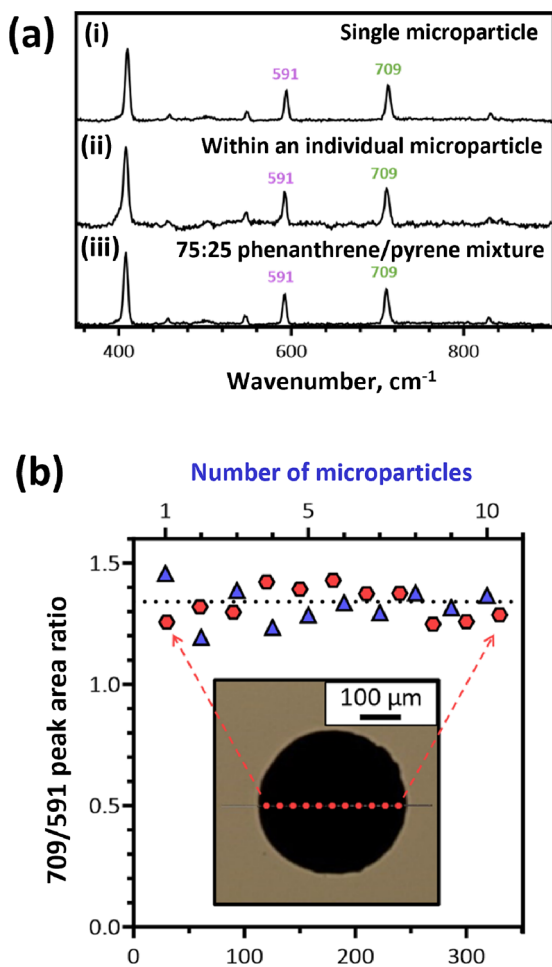 (a)
(i) Single microparticle
591 709
(ii) Within an individual microparticle
591 709
(iii) 75:25 phenanthrene/pyrene mixture
591 709
400 600 800
Wavenumber, cm⁻¹
(b) Number of microparticles
1 5 10
709/591 peak area ratio
1.5
1.0
0.5
0.0
100 µm
0 100 200 300